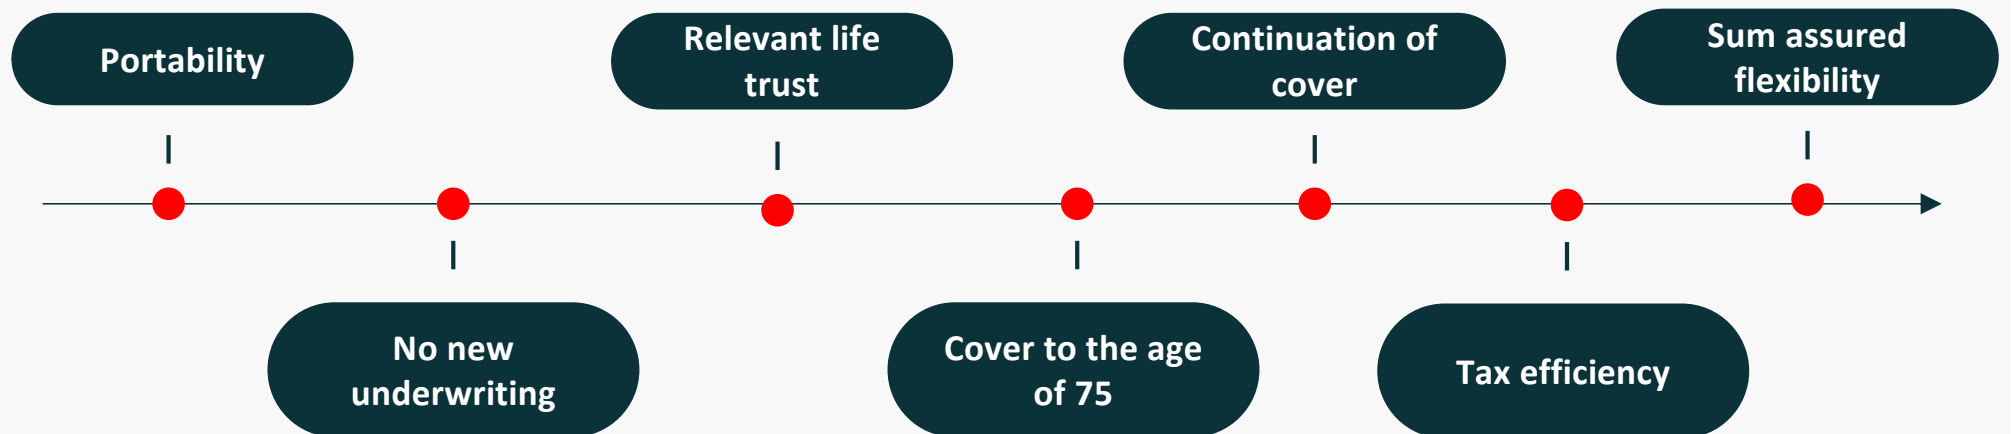 Portability
No new
underwriting
Relevant life
trust
Cover to the age
of 75
Continuation of
cover
Tax efficiency
Sum assured
flexibility